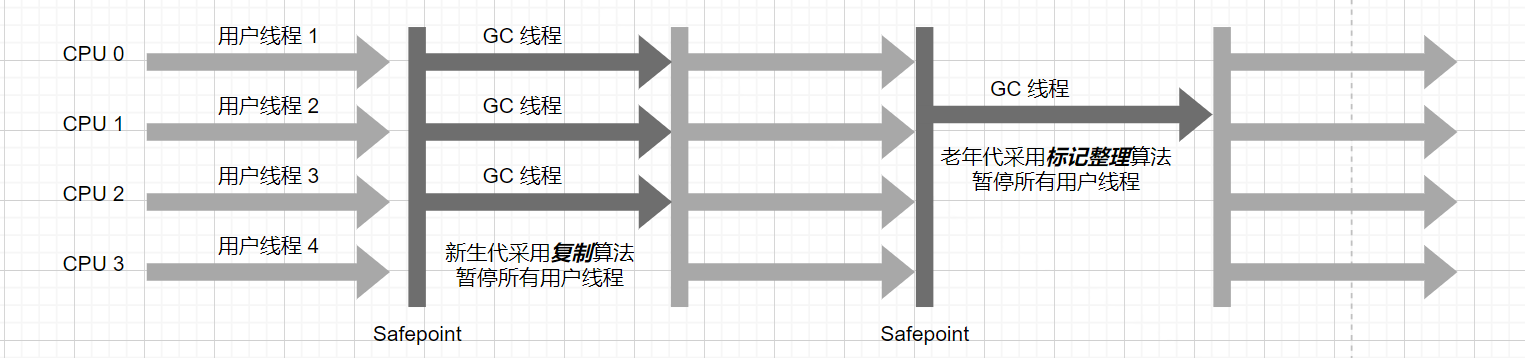 用户线程 1
GC 线程
CPU 0
用户线程 2
GC 线程
GC 线程
CPU 1
用户线程 3
GC 线程
老年代采用标记整理算法
暂停所有用户线程
CPU 2
用户线程 4
新生代采用复制算法
暂停所有用户线程
CPU 3
Safepoint
Safepoint